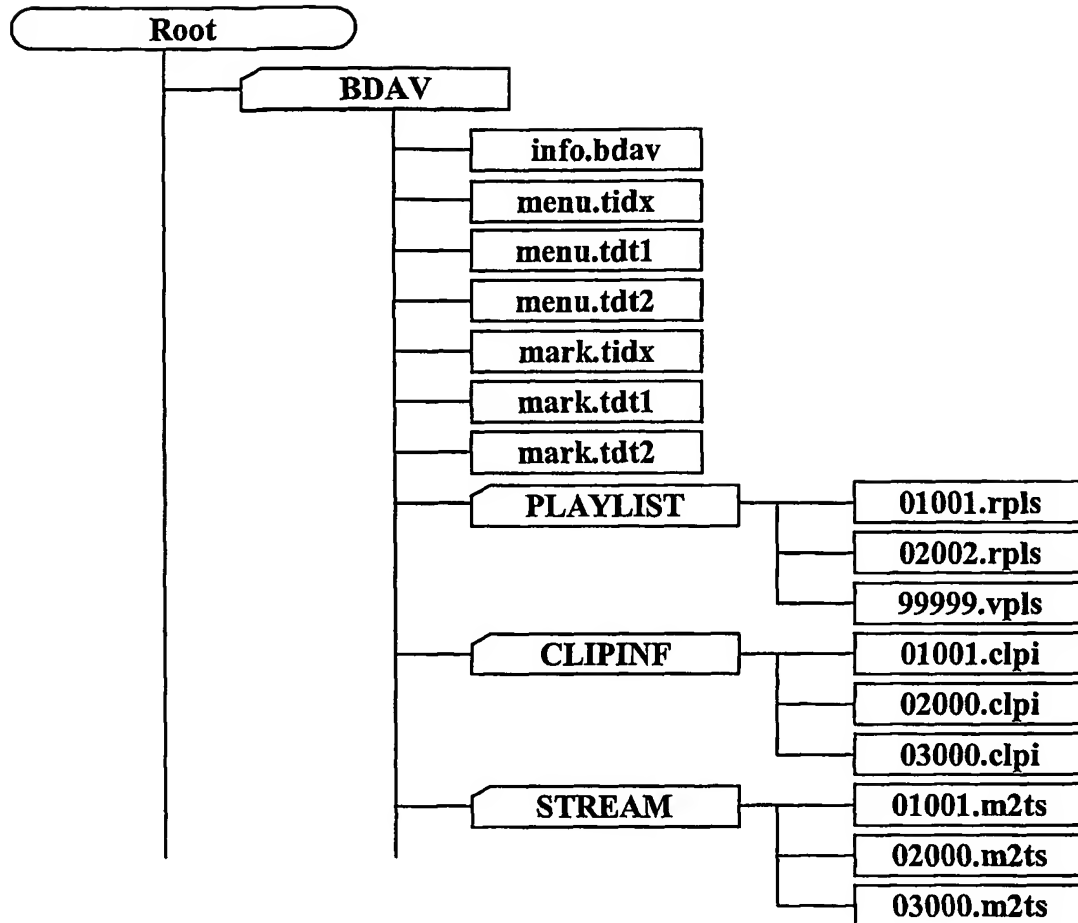 Root
BDAV
info.bdav
menu.tidx
menu.tdt1
menu.tdt2
mark.tidx
mark.tdt1
mark.tdt2
PLAYLIST
01001.rpls
02002.rpls
99999.vpls
CLIPINF
01001.clpi
02000.clpi
03000.clpi
STREAM
01001.m2ts
02000.m2ts
03000.m2ts